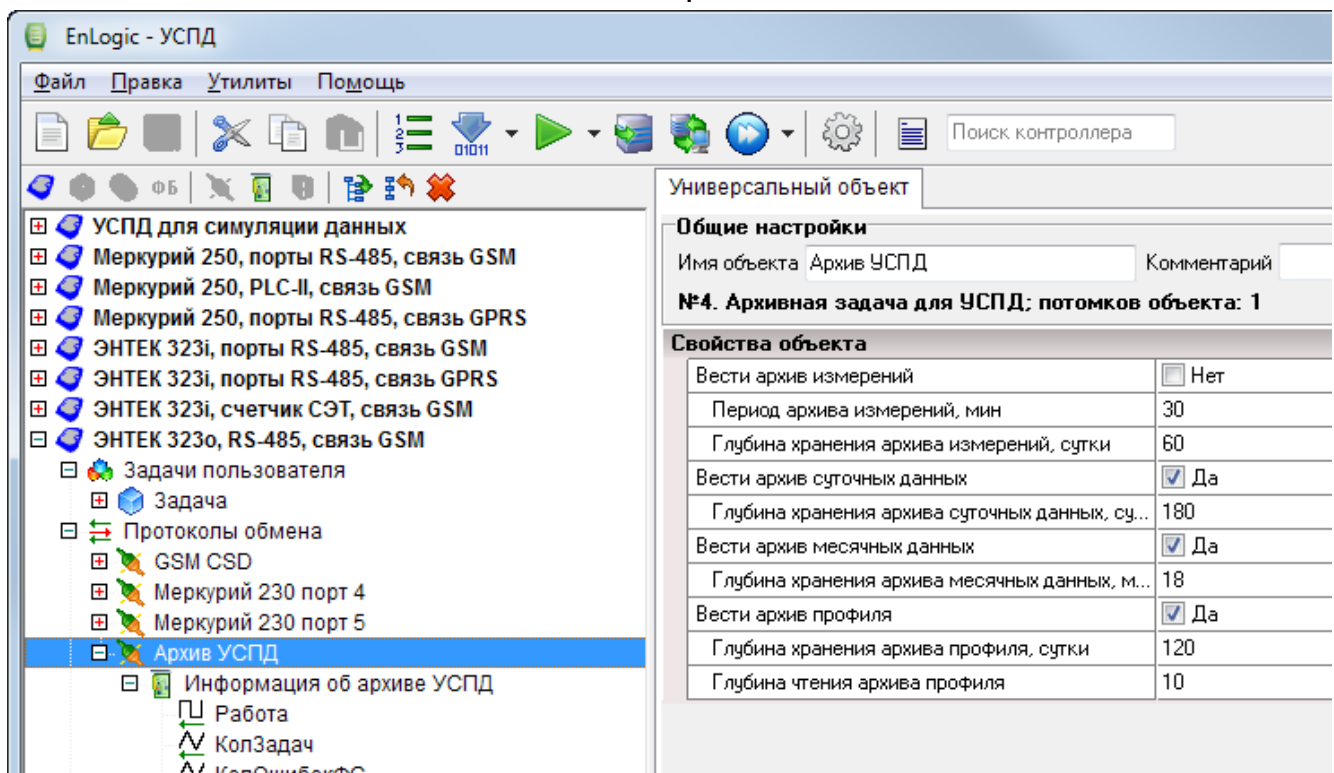 EnLogic - УСПД
Файл Правка Утилиты Помощь
1 2 3 01011 Поиск контроллера
ФБ
УСПД для симуляции данных
Меркурий 250, порты RS-485, связь GSM
Меркурий 250, PLC-II, связь GSM
Меркурий 250, порты RS-485, связь GPRS
ЭНТЕК 323i, порты RS-485, связь GSM
ЭНТЕК 323i, порты RS-485, связь GPRS
ЭНТЕК 323i, счетчик СЭТ, связь GSM
ЭНТЕК 323о, RS-485, связь GSM
Задачи пользователя
Задача
Протоколы обмена
GSM CSD
Меркурий 230 порт 4
Меркурий 230 порт 5
Архив УСПД
Информация об архиве УСПД
Работа
КолЗадач
КолОшибокФС
Универсальный объект
Общие настройки
Имя объекта Архив УСПД Комментарий
№4. Архивная задача для УСПД; потомков объекта: 1
Свойства объекта
Вести архив измерений Нет
Период архива измерений, мин 30
Глубина хранения архива измерений, сутки 60
Вести архив суточных данных Да
Глубина хранения архива суточных данных, су... 180
Вести архив месячных данных Да
Глубина хранения архива месячных данных, м... 18
Вести архив профиля Да
Глубина хранения архива профиля, сутки 120
Глубина чтения архива профиля 10